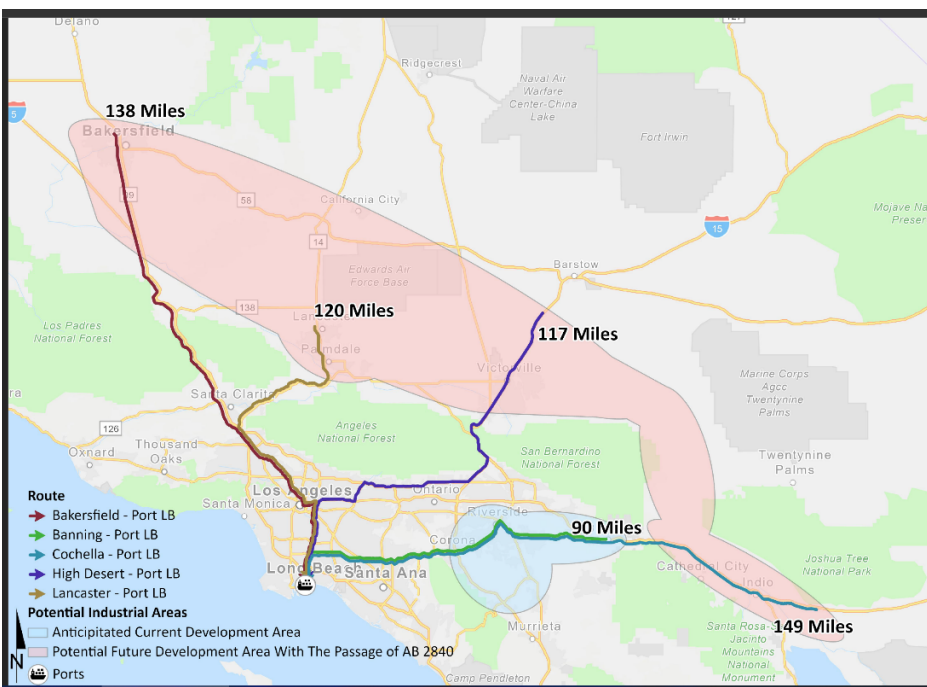 Delano
127
Ridgecrest
Naval Air
Warfare
Center-China
Lake
5
138 Miles
Bakersfield
Fort Irwin
99
58
California City
Mojave Na
Preser
15
14
Barstow
Edwards Air
Force Base
138
120 Miles
Palmdale
117 Miles
Los Padres
National Forest
Victorville
Marine Corps
Agcc
Twentynine
Palms
ra
Santa Clarita
126
Angeles
National Forest
San Bernardino
National Forest
Thousand
Oaks
Oxnard
Twentynine
Palms
Los Angeles
Santa Monica
Ontario
Riverside
90 Miles
Corona
Long Beach
Santa Ana
Cathedral City
Indio
Joshua Tree
National Park
149 Miles
Murrieta
Santa Rosa-S
Jacinto
Mountains
National
Monument
Camp Pendleton
Route
Bakersfield - Port LB
Banning - Port LB
Cochella - Port LB
High Desert - Port LB
Lancaster - Port LB
Potential Industrial Areas
Anticipitated Current Development Area
Potential Future Development Area With The Passage of AB 2840
Ports
N